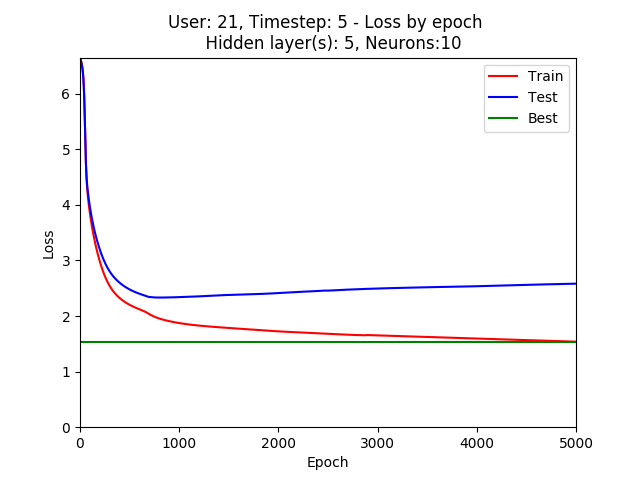 User: 21, Timestep: 5 - Loss by epoch
Hidden layer(s): 5, Neurons:10
Train
Test
Best
Loss
6
5
4
3
2
1
0
0 1000 2000 3000 4000 5000
Epoch